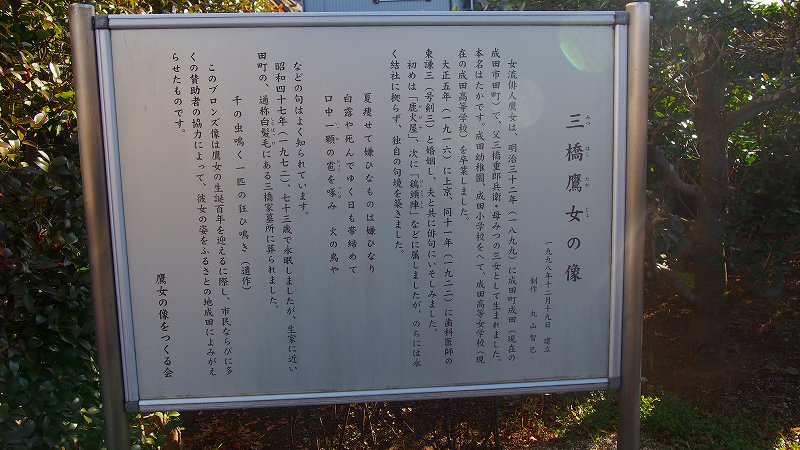 三橋鷹女の像
みつ はし たか じょ
一九九八年十二月十九日 建立
制作 丸山智巳
女流俳人鷹女は、明治三十二年(一八九九)に成田町成田(現在の
成田市田町)で、父三橋重郎兵衛・母みつの三女として生まれました。
本名はたかです。成田幼稚園、成田小学校をへて、成田高等女学校(現
在の成田高等学校)を卒業しました。
大正五年(一九一六)に上京、同十一年(一九二二)に歯科医師の
東謙三(号剣三)と婚姻し、夫と共に俳句にいそしみました。
初めは「鹿火屋」、次に「鶏頭陣」などに属しましたが、のちには永
く結社に拠らず、独自の句境を築きました。
夏痩せて嫌ひなものは嫌ひなり
白露や死んでゆく日も帯締めて
口中一顆の雹を啄み 火の鳥や
などの句はよく知られています。
昭和四十七年(一九七二)、七十三歳で永眠しましたが、生家に近い
田町の、通称白髪毛にある三橋家墓所に葬られました。
千の虫鳴く一匹の狂ひ鳴き(遺作)
このブロンズ像は鷹女の生誕百年を迎えるに際し、市民ならびに多
くの賛助者の協力によって、彼女の姿をふるさとの地成田によみがえ
らせたものです。
鷹女の像をつくる会